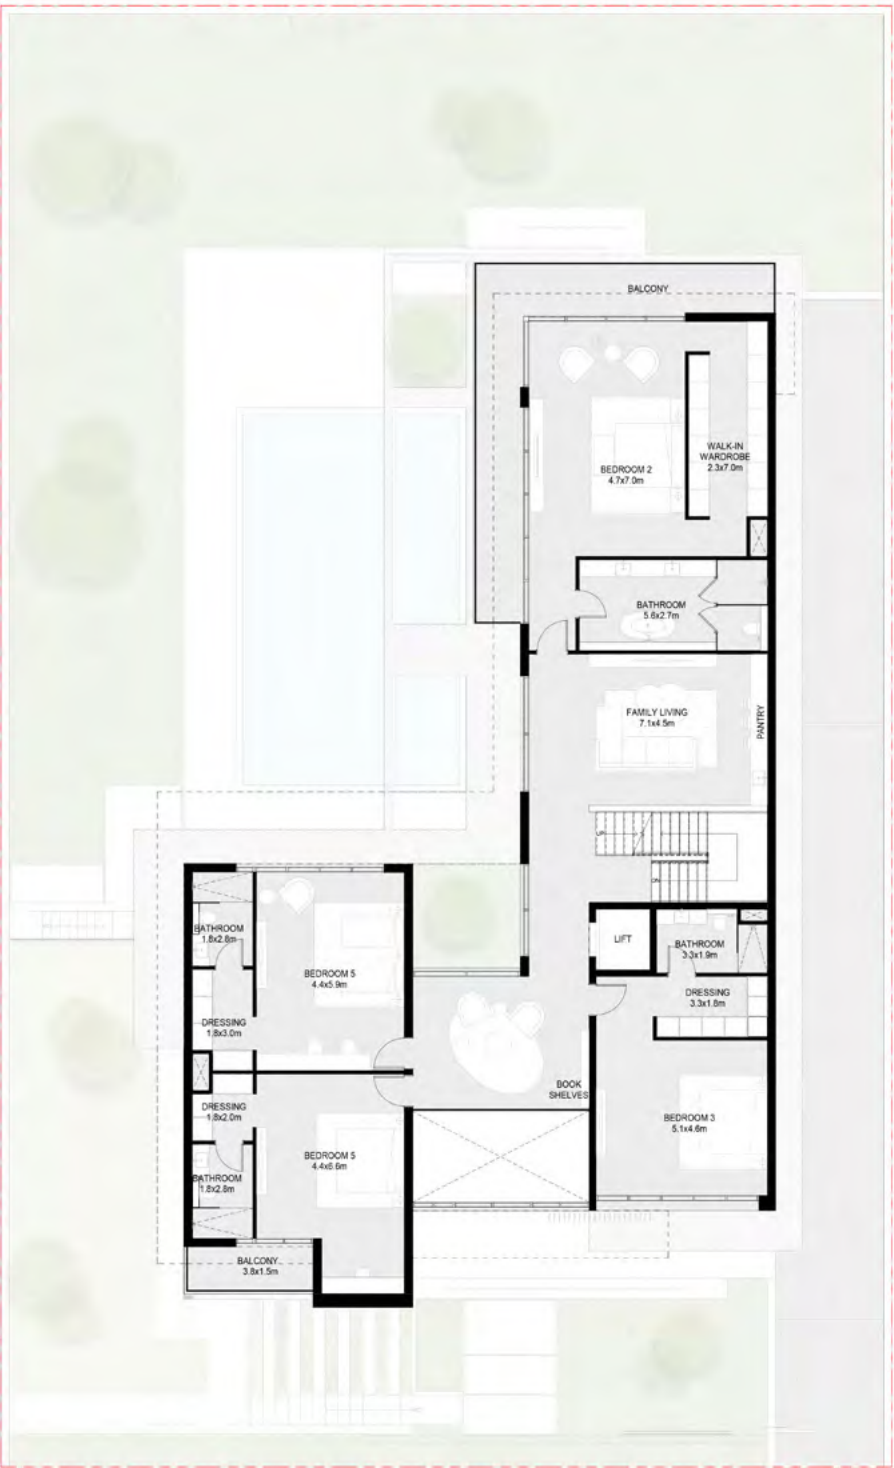 BALCONY
WALK-IN
WARDROBE
2.3x7.0m
BEDROOM 2
4.7x7.0m
BATHROOM
5.6x2.7m
FAMILY LIVING
7.1x4.5m
PANTRY
LIFT
BATHROOM
3.3x1.9m
DRESSING
3.3x1.8m
BATHROOM
1.8x2.8m
BEDROOM 5
4.4x5.9m
DRESSING
1.8x3.0m
BOOK
SHELVES
DRESSING
1.8x2.0m
BEDROOM 3
5.1x4.6m
BEDROOM 5
4.4x6.6m
BATHROOM
1.8x2.8m
BALCONY
3.8x1.5m